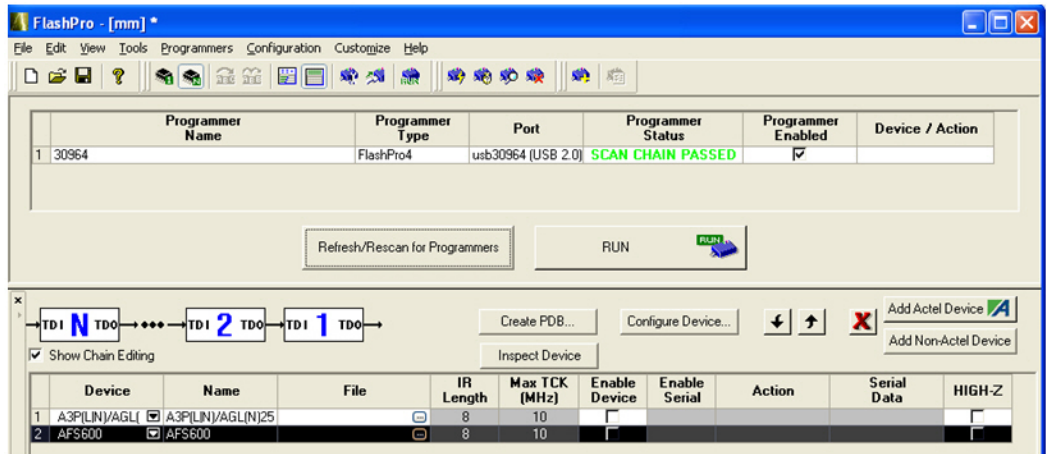 FlashPro - [mm] *
File Edit View Tools Programmers Configuration Customize Help
Programmer Name Programmer Type Port Programmer Status Programmer Enabled Device / Action
1 30964 FlashPro4 usb30964 (USB 2.0) SCAN CHAIN PASSED
Refresh/Rescan for Programmers RUN RUN
TDI N TDO TDI 2 TDO TDI 1 TDO Create PDB... Configure Device... Add Actel Device
Show Chain Editing Inspect Device Add Non-Actel Device
Device Name File IR Length Max TCK (MHz) Enable Device Enable Serial Action Serial Data HIGH-Z
1 A3P(L|N)/AGL( A3P(L|N)/AGL(N)25 8 10
2 AFS600 AFS600 8 10